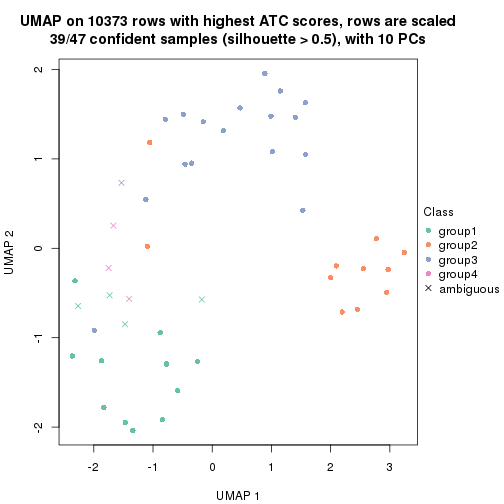 UMAP on 10373 rows with highest ATC scores, rows are scaled
39/47 confident samples (silhouette > 0.5), with 10 PCs
2
1
0
-1
-2
UMAP 2
-2
-1
0
1
2
3
UMAP 1
Class
group1
group2
group3
group4
ambiguous